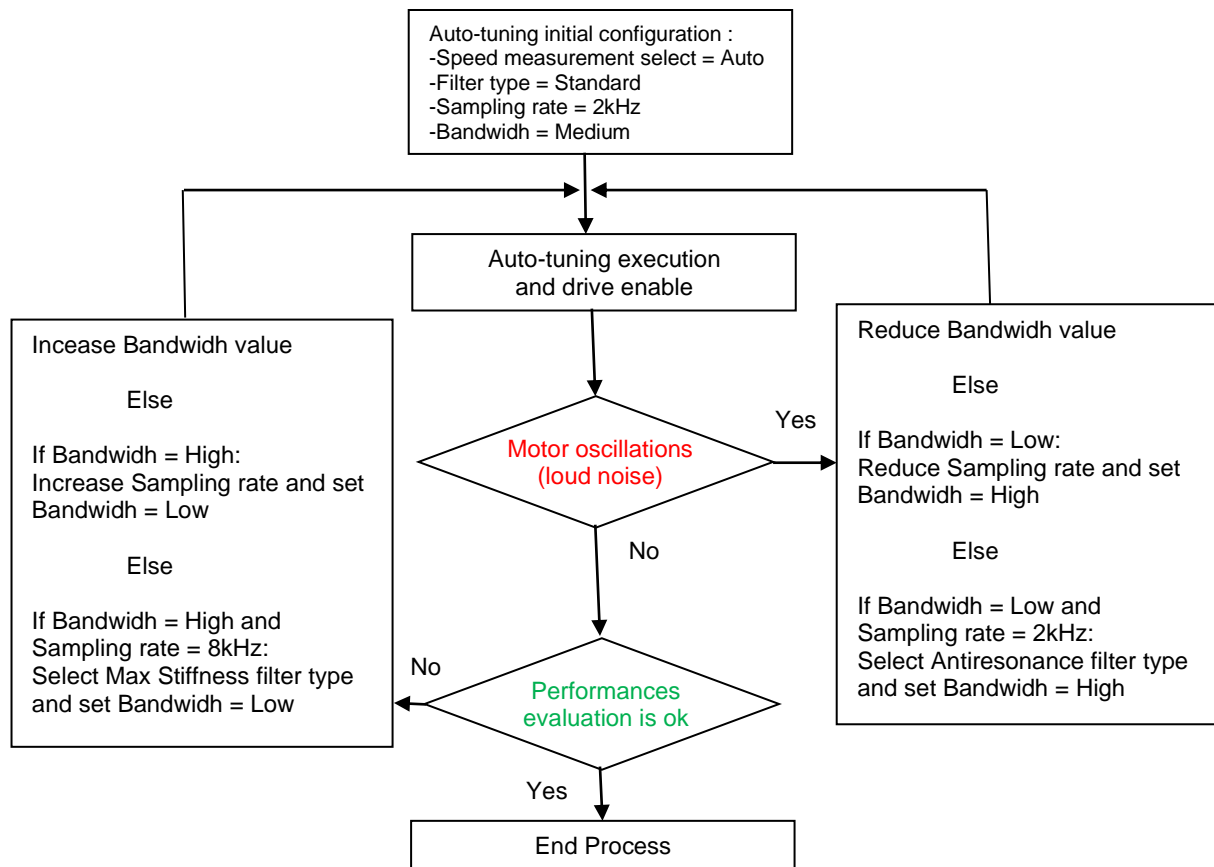 Auto-tuning initial configuration :
-Speed measurement select = Auto
-Filter type = Standard
-Sampling rate = 2kHz
-Bandwidh = Medium
Auto-tuning execution
and drive enable
Incease Bandwidh value
Else
If Bandwidh = High:
Increase Sampling rate and set
Bandwidh = Low
Else
If Bandwidh = High and
Sampling rate = 8kHz:
Select Max Stiffness filter type
and set Bandwidh = Low
Motor oscillations
(loud noise)
Yes
No
Reduce Bandwidh value
Else
If Bandwidh = Low:
Reduce Sampling rate and set
Bandwidh = High
Else
If Bandwidh = Low and
Sampling rate = 2kHz:
Select Antiresonance filter type
and set Bandwidh = High
No
Performances
evaluation is ok
Yes
End Process